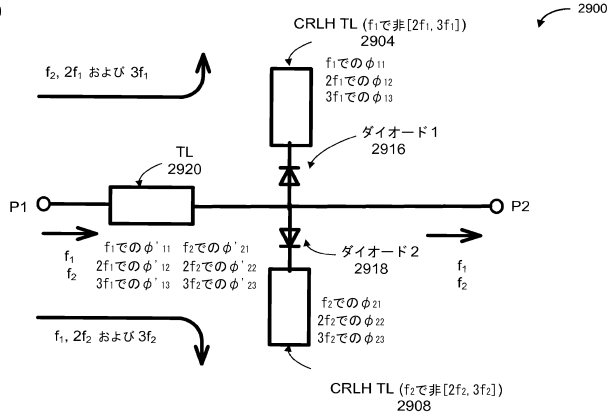 )
2900
CRLH TL (f₁で非[2f₁, 3f₁])
2904
f₂, 2f₁ および 3f₁
f₁でのφ₁₁
2f₁でのφ₁₂
3f₁でのφ₁₃
ダイオード1
2916
TL
2920
P1
P2
f₁
f₂
f₁でのφ'₁₁ f₂でのφ'₂₁
2f₁でのφ'₁₂ 2f₂でのφ'₂₂
3f₁でのφ'₁₃ 3f₂でのφ'₂₃
ダイオード2
2918
f₁
f₂
f₂でのφ₂₁
2f₂でのφ₂₂
3f₂でのφ₂₃
f₁, 2f₂ および 3f₂
CRLH TL (f₂で非[2f₂, 3f₂])
2908